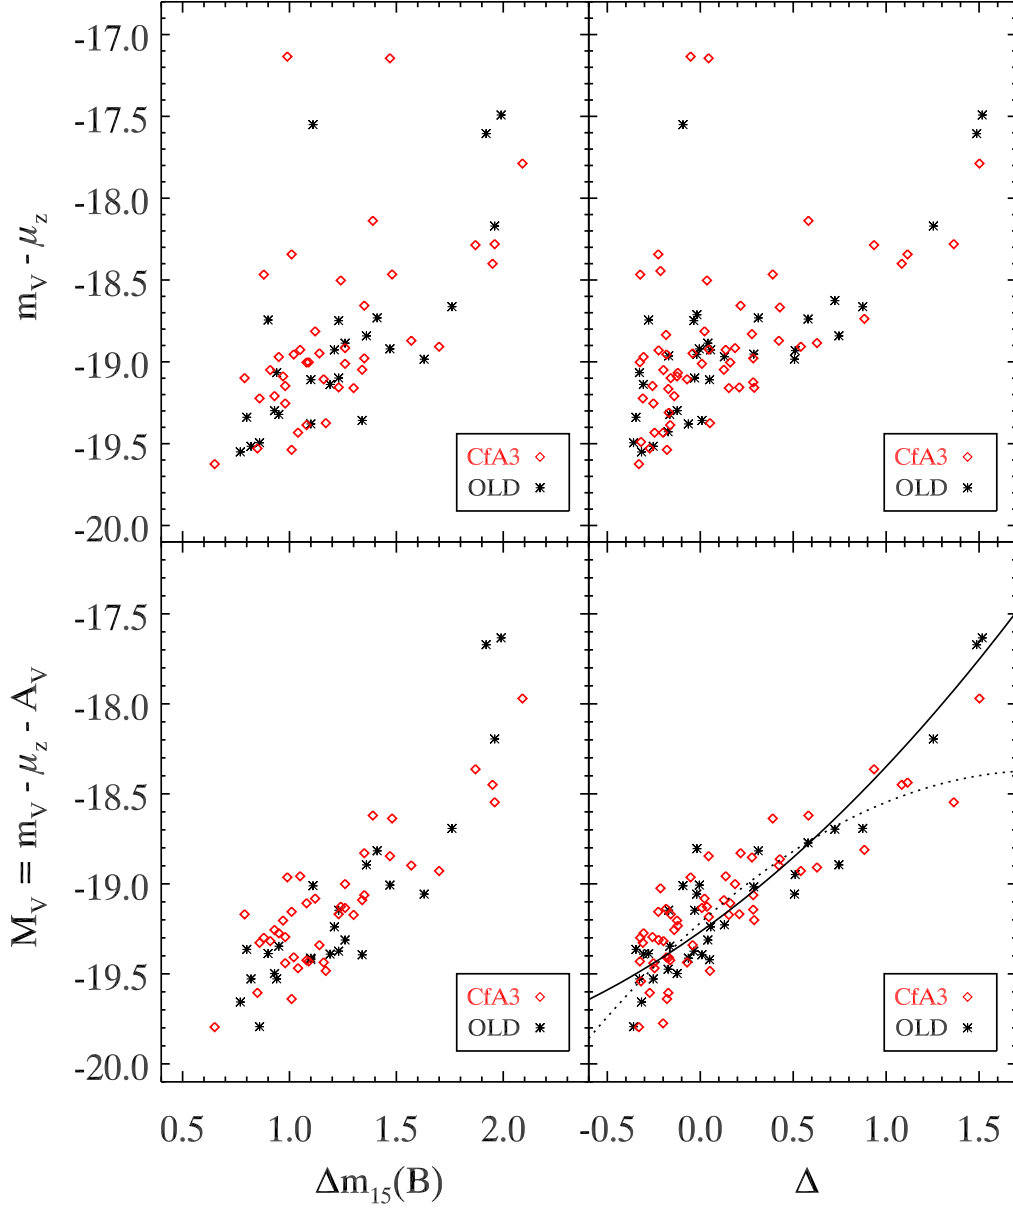 -17.0
-17.5
-18.0
-18.5
-19.0
-19.5
-20.0
m_V - μ_z
CfA3
OLD
CfA3
OLD
-17.5
-18.0
-18.5
-19.0
-19.5
-20.0
M_V = m_V - μ_z - A_V
CfA3
OLD
CfA3
OLD
0.5 1.0 1.5 2.0
-0.5 0.0 0.5 1.0 1.5
Δm_15(B)
Δ